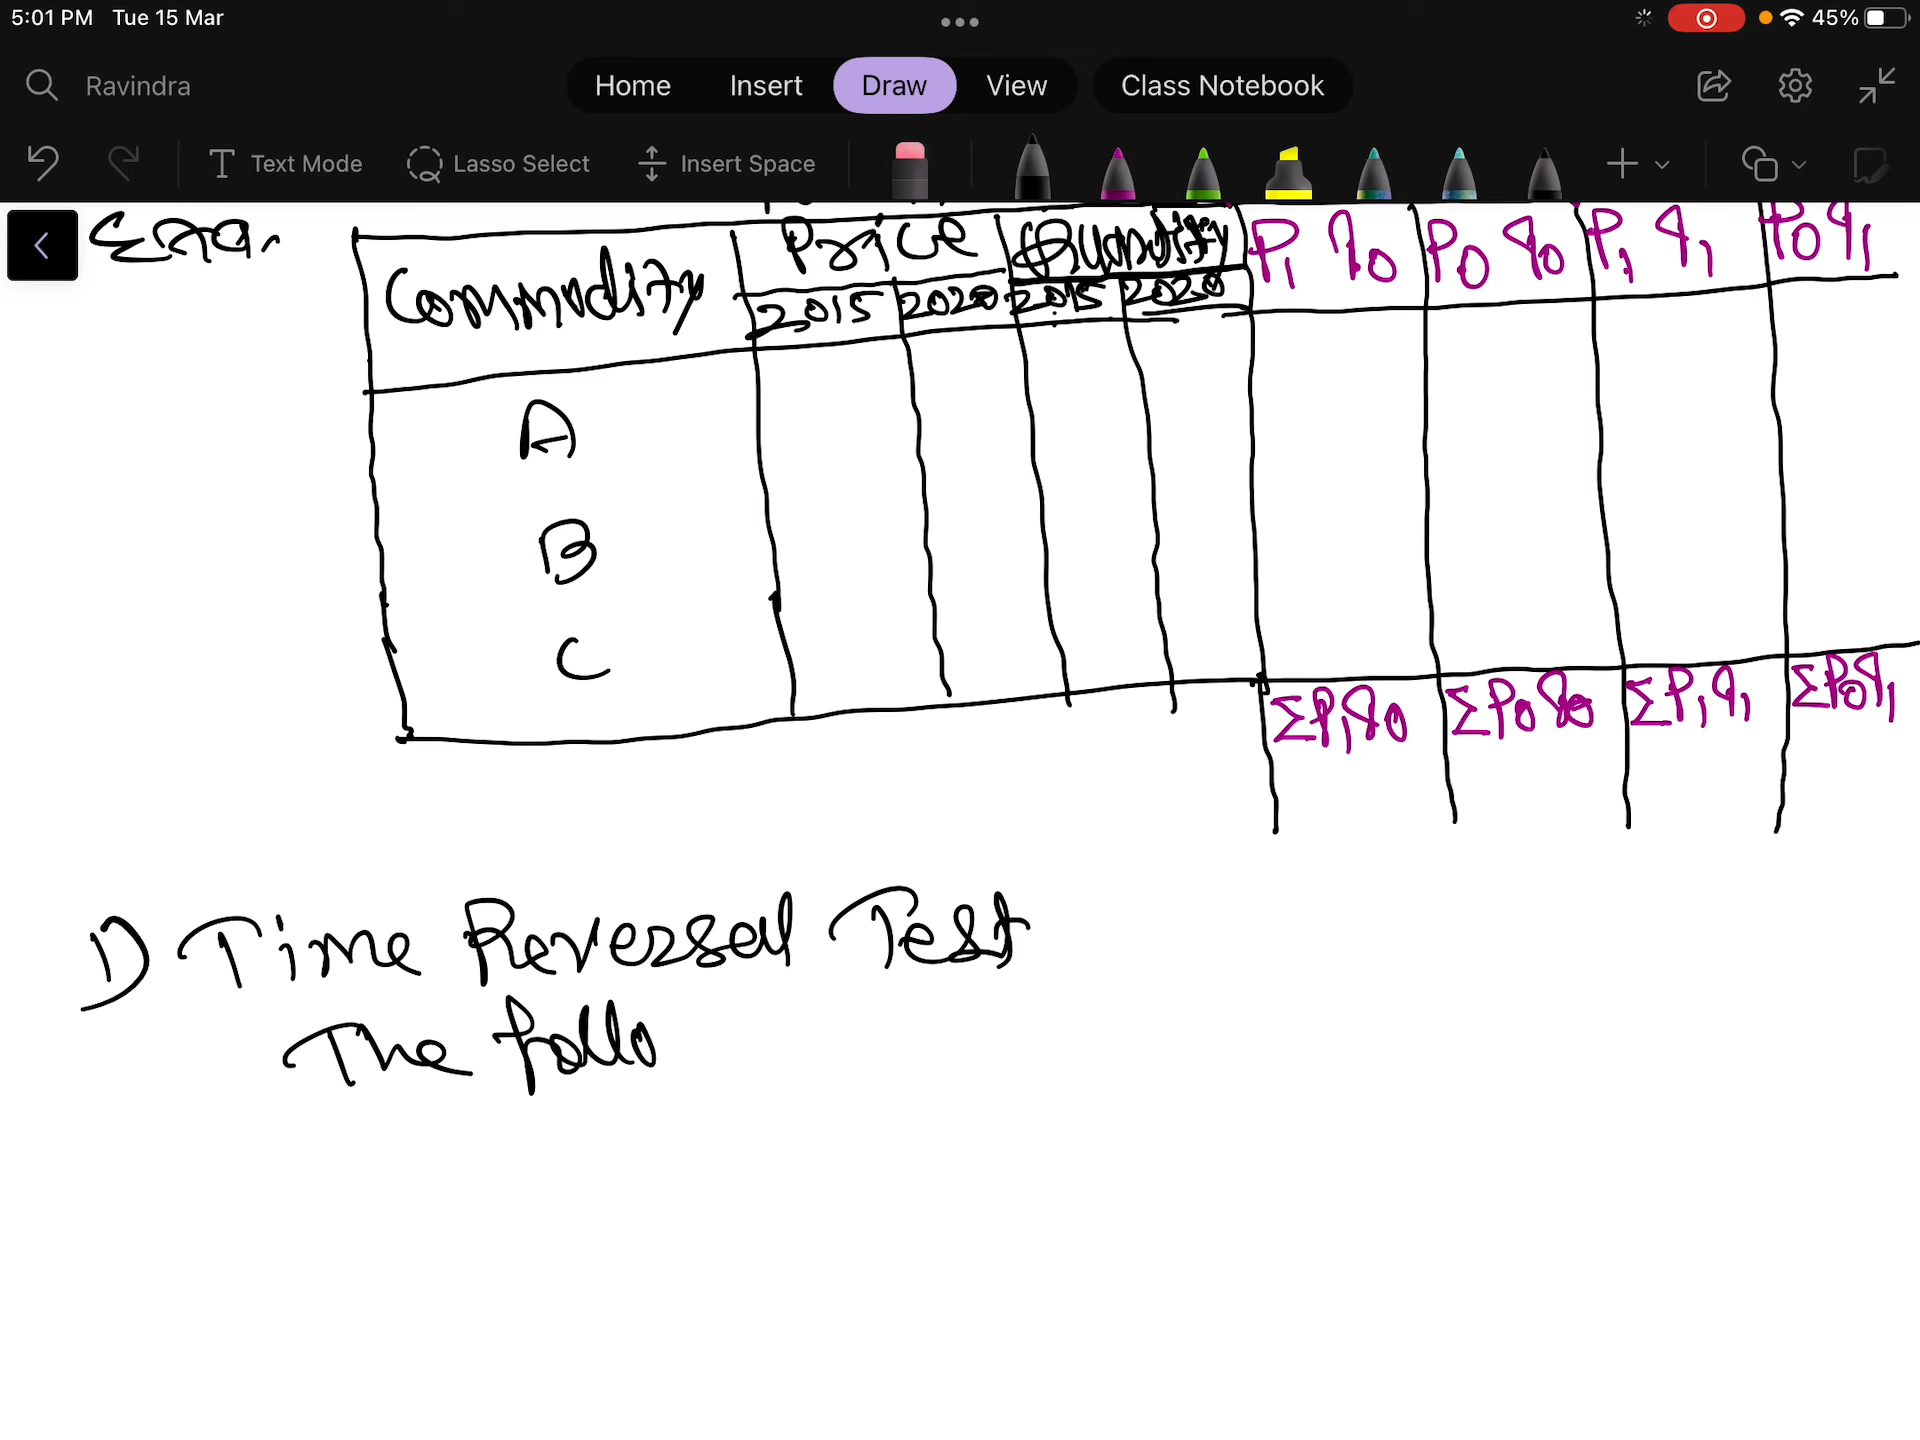 5:01 PM Tue 15 Mar
45%
Ravindra
Home Insert Draw View Class Notebook
Text Mode Lasso Select Insert Space
Exa.
Commodity Price Quantity P₁ q₀ P₀ q₀ P₁ q₁ P₀ q₁
2015 2020 2015 2020
A
B
C
ΣP₁q₀ ΣP₀q₀ ΣP₁q₁ ΣP₀q₁
1) Time Reversal Test
The follo